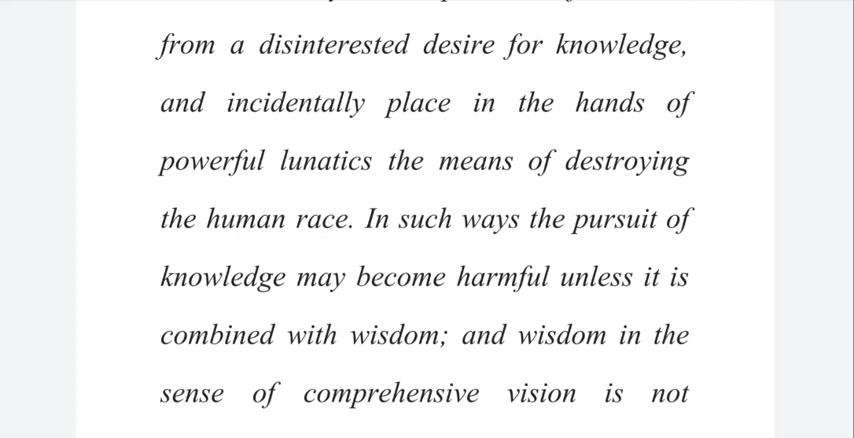 from a disinterested desire for knowledge,
and incidentally place in the hands of
powerful lunatics the means of destroying
the human race. In such ways the pursuit of
knowledge may become harmful unless it is
combined with wisdom; and wisdom in the
sense of comprehensive vision is not